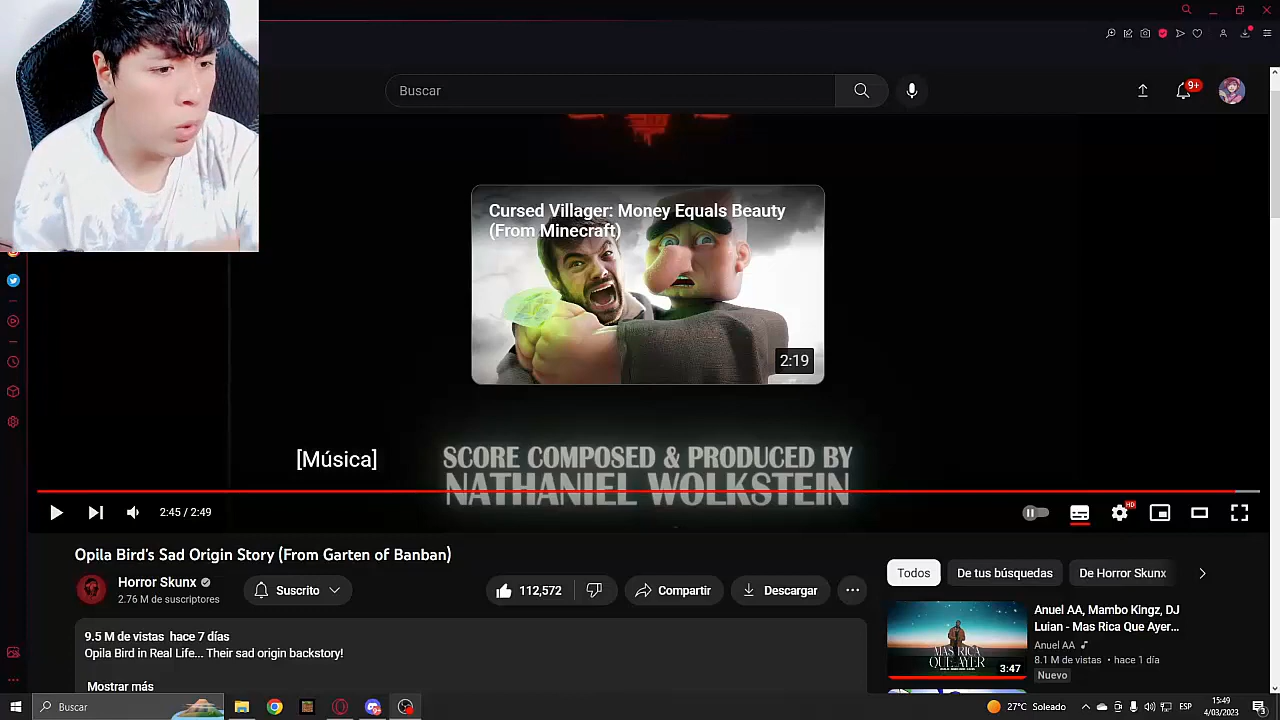 Buscar
Cursed Villager: Money Equals Beauty
(From Minecraft)
2:19
[Música]
SCORE COMPOSED & PRODUCED BY
NATHANIEL WOLKSTEIN
2:45 / 2:49
HD
9+
Opila Bird's Sad Origin Story (From Garten of Banban)
Horror Skunx
2.76 M de suscriptores
Suscrito
112,572
Compartir
Descargar
9.5 M de vistas hace 7 días
Opila Bird in Real Life... Their sad origin backstory!
Mostrar más
Todos
De tus búsquedas
De Horror Skunx
MAS RICA
QUE AYER
3:47
Anuel AA, Mambo Kingz, DJ
Luian - Mas Rica Que Ayer...
Anuel AA
8.1 M de vistas • hace 1 día
Nuevo
Buscar
27°C Soleado
ESP
15:49
4/03/2023
3